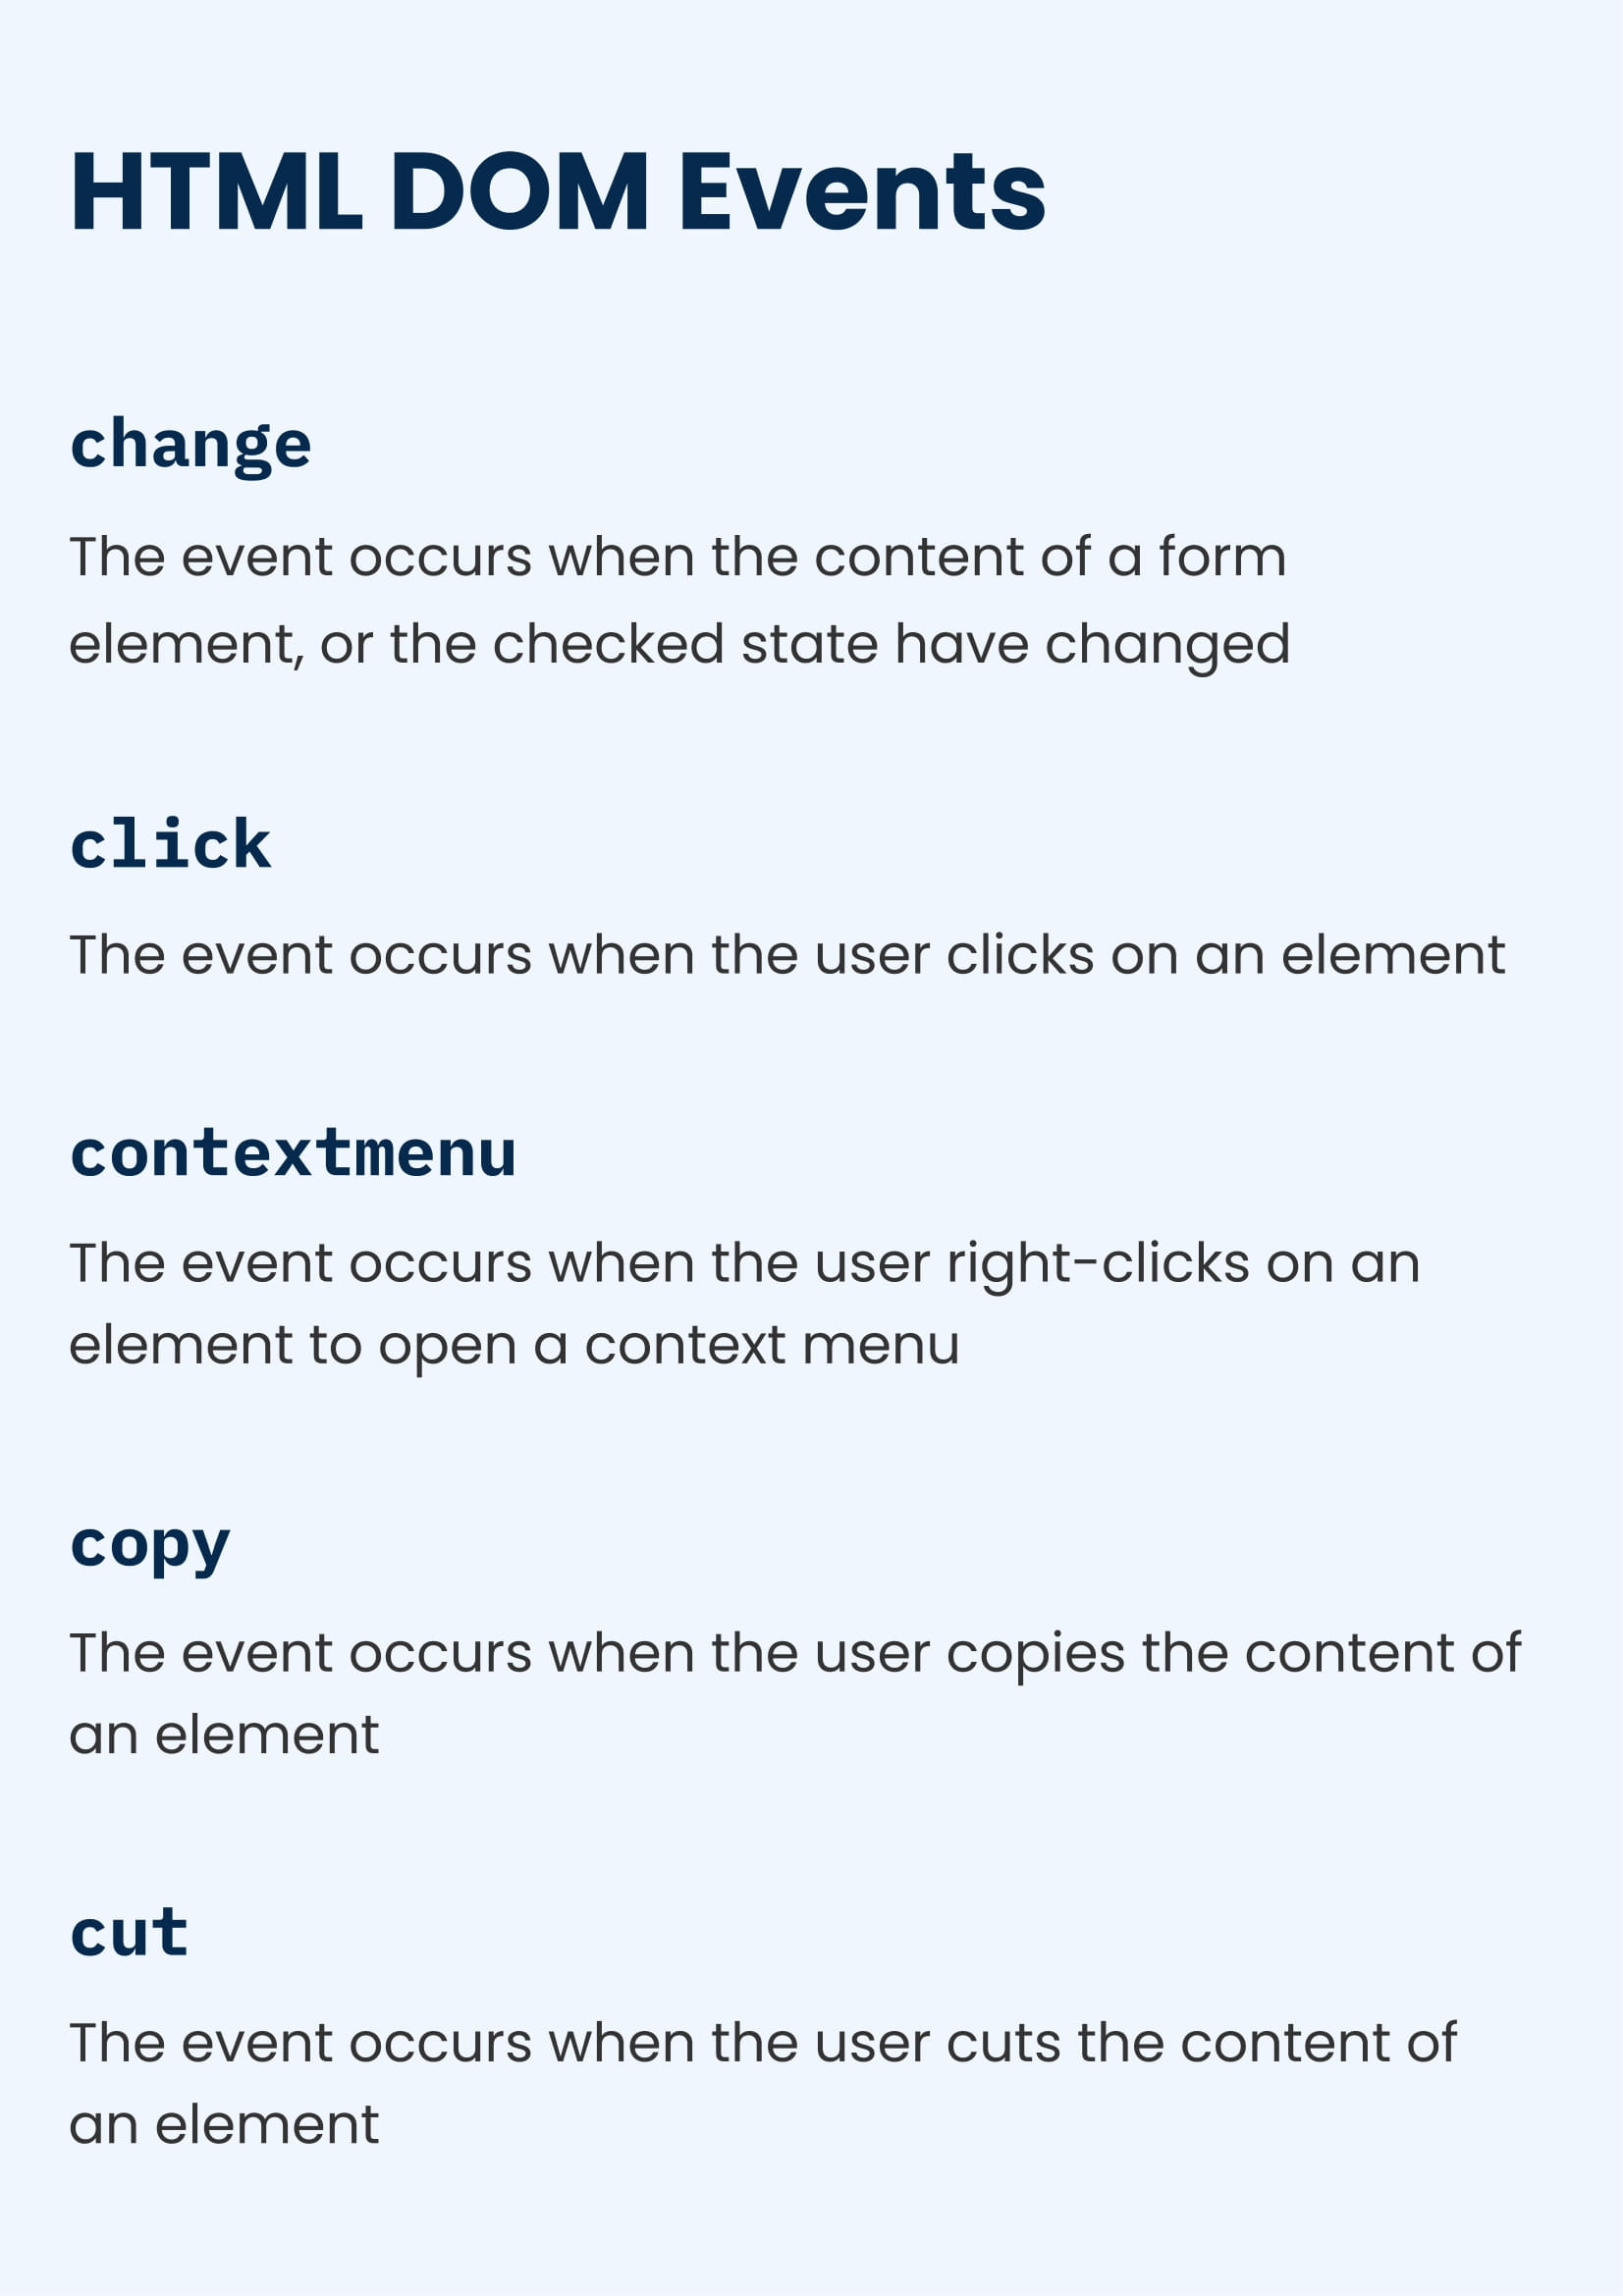 HTML DOM Events
change
The event occurs when the content of a form
element, or the checked state have changed
click
The event occurs when the user clicks on an element
contextmenu
The event occurs when the user right-clicks on an
element to open a context menu
copy
The event occurs when the user copies the content of
an element
cut
The event occurs when the user cuts the content of
an element